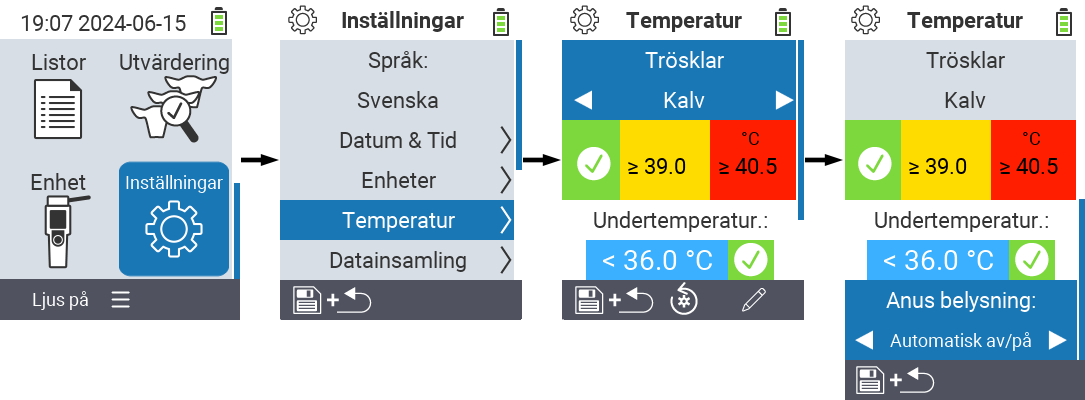 19:07 2024-06-15
Listor
Utvärdering
Enhet
Inställningar
Ljus på
Inställningar
Språk:
Svenska
Datum & Tid
Enheter
Temperatur
Datainsamling
+
Temperatur
Trösklar
Kalv
°C
≥ 39.0
≥ 40.5
Undertemperatur.:
< 36.0 °C
+
Temperatur
Trösklar
Kalv
°C
≥ 39.0
≥ 40.5
Undertemperatur.:
< 36.0 °C
Anus belysning:
Automatisk av/på
+